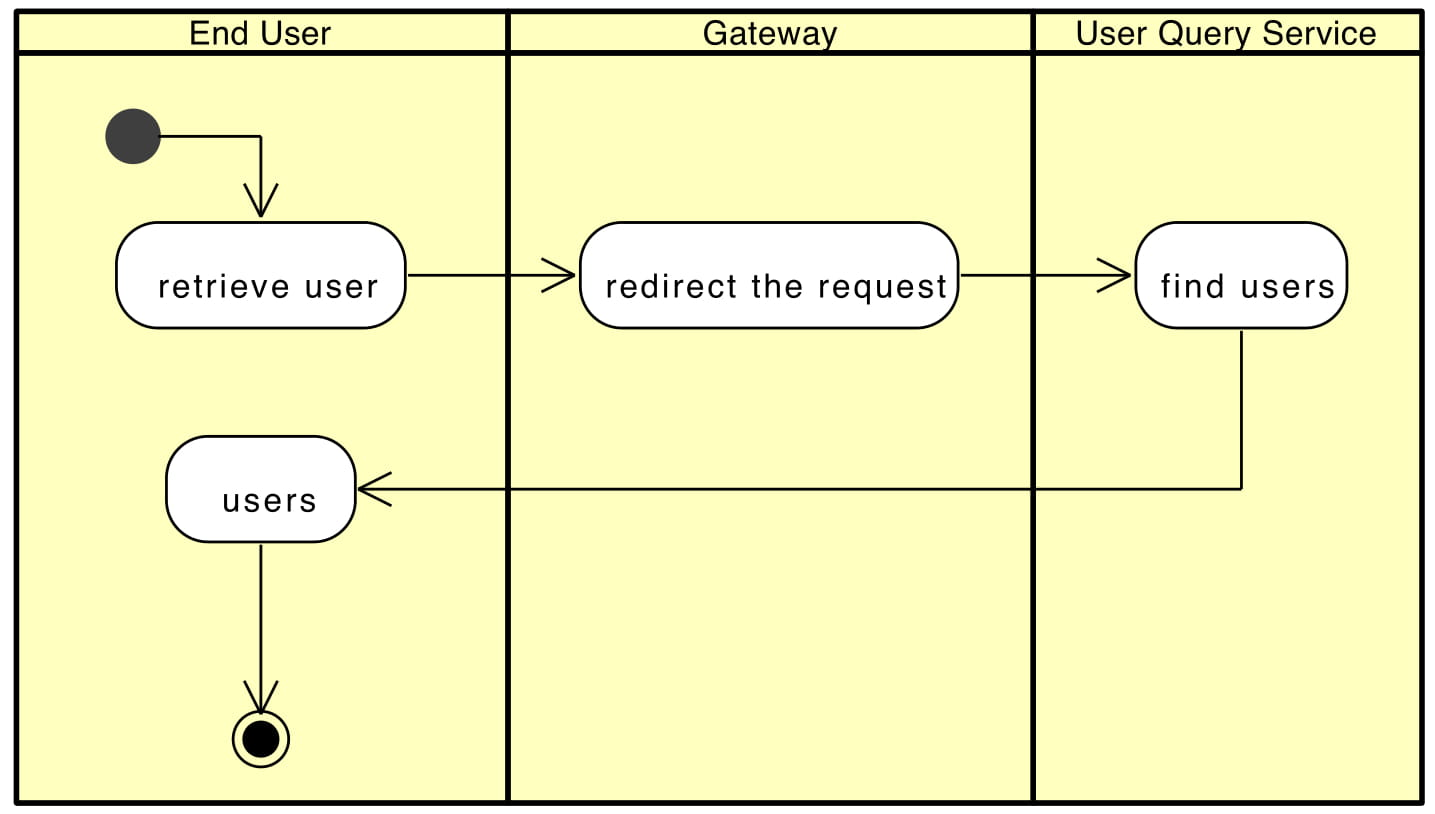 End User
Gateway
User Query Service
retrieve user
redirect the request
find users
users